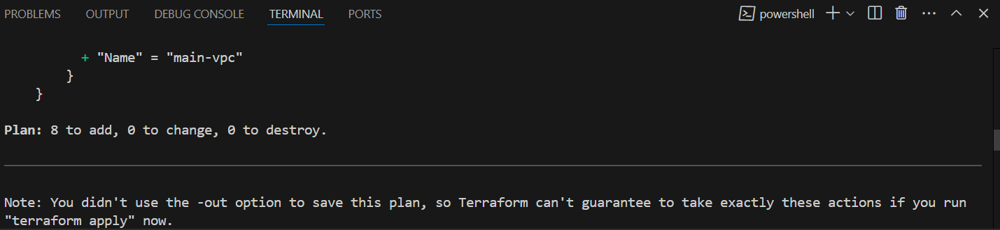 PROBLEMS OUTPUT DEBUG CONSOLE TERMINAL PORTS powershell
+ "Name" = "main-vpc"
}
}
Plan: 8 to add, 0 to change, 0 to destroy.
Note: You didn't use the -out option to save this plan, so Terraform can't guarantee to take exactly these actions if you run
"terraform apply" now.